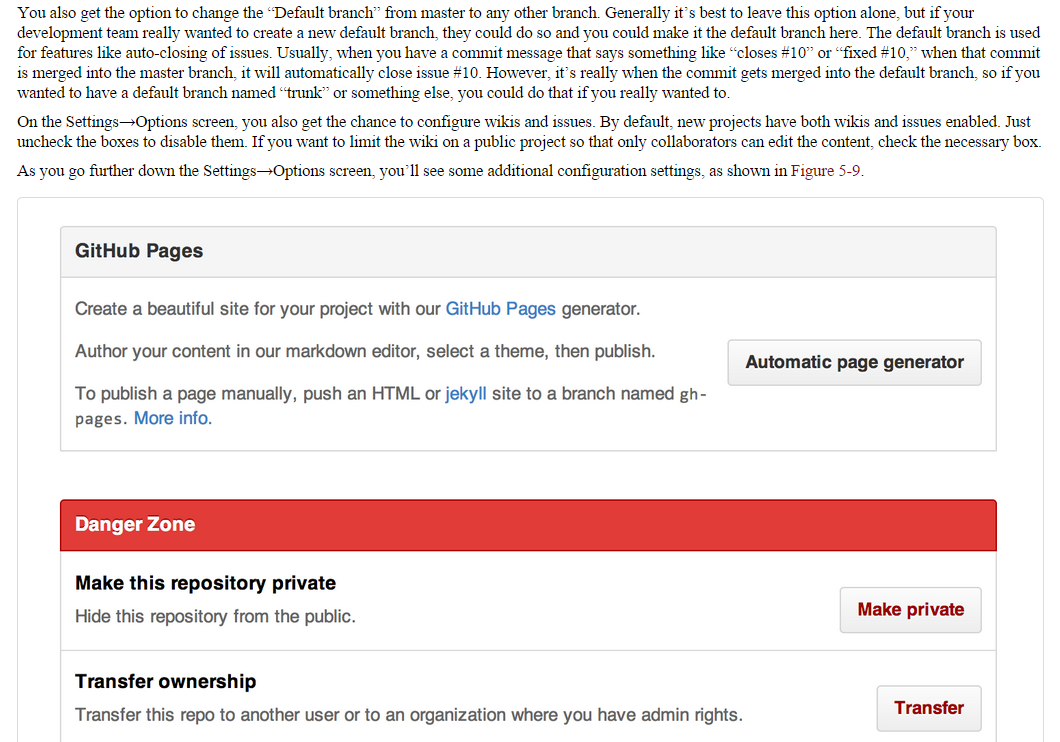 You also get the option to change the “Default branch” from master to any other branch. Generally it’s best to leave this option alone, but if your
development team really wanted to create a new default branch, they could do so and you could make it the default branch here. The default branch is used
for features like auto-closing of issues. Usually, when you have a commit message that says something like “closes #10” or “fixed #10,” when that commit
is merged into the master branch, it will automatically close issue #10. However, it’s really when the commit gets merged into the default branch, so if you
wanted to have a default branch named “trunk” or something else, you could do that if you really wanted to.
On the Settings→Options screen, you also get the chance to configure wikis and issues. By default, new projects have both wikis and issues enabled. Just
uncheck the boxes to disable them. If you want to limit the wiki on a public project so that only collaborators can edit the content, check the necessary box.
As you go further down the Settings→Options screen, you’ll see some additional configuration settings, as shown in Figure 5-9.
GitHub Pages
Create a beautiful site for your project with our GitHub Pages generator.
Author your content in our markdown editor, select a theme, then publish.
Automatic page generator
To publish a page manually, push an HTML or jekyll site to a branch named gh-
pages. More info.
Danger Zone
Make this repository private
Hide this repository from the public.
Make private
Transfer ownership
Transfer this repo to another user or to an organization where you have admin rights.
Transfer